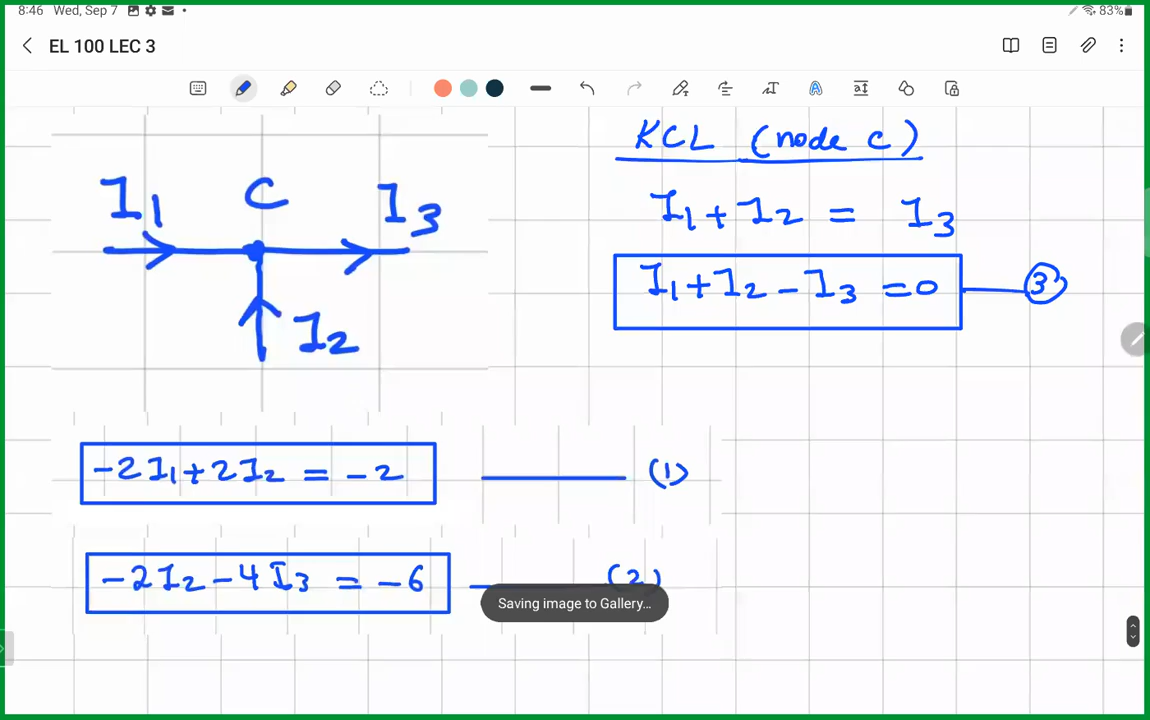 8:46 Wed, Sep 7 83%
EL 100 LEC 3
KCL (node C)
I₁ C I₃
I₁ + I₂ = I₃
I₁ + I₂ - I₃ = 0 ③
I₂
-2I₁ + 2I₂ = -2 (1)
-2I₂ - 4I₃ = -6 (2)
Saving image to Gallery...